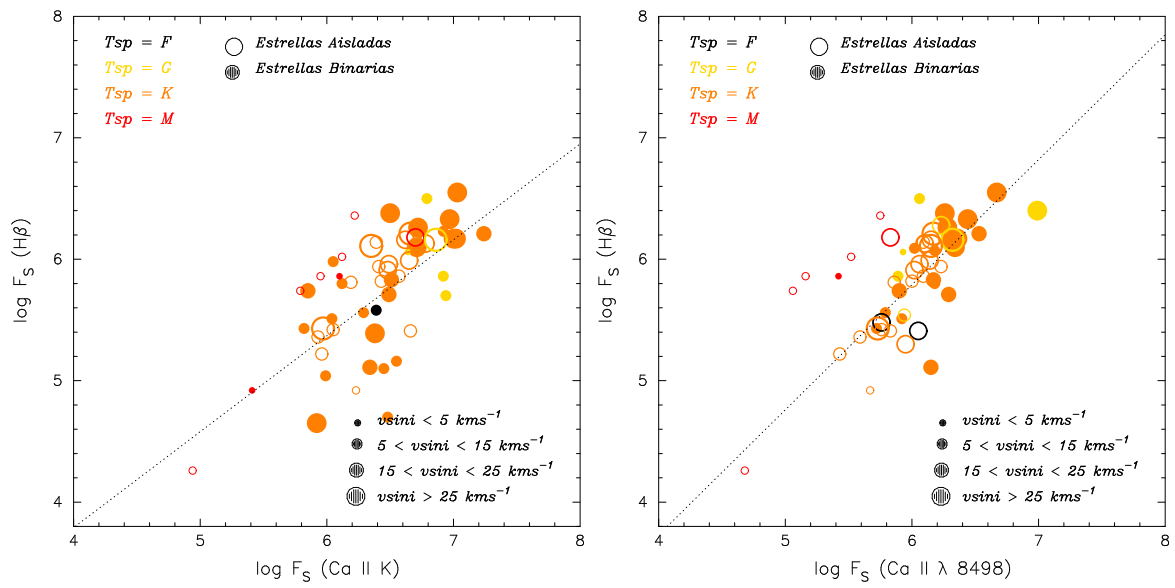 8
7
6
5
4
log F_S (Hβ)
Tsp = F
Tsp = G
Tsp = K
Tsp = M
Estrellas Aisladas
Estrellas Binarias
vsini < 5 kms⁻¹
5 < vsini < 15 kms⁻¹
15 < vsini < 25 kms⁻¹
vsini > 25 kms⁻¹
4 5 6 7 8
log F_S (Ca II K)
8
7
6
5
4
log F_S (Hβ)
Tsp = F
Tsp = G
Tsp = K
Tsp = M
Estrellas Aisladas
Estrellas Binarias
vsini < 5 kms⁻¹
5 < vsini < 15 kms⁻¹
15 < vsini < 25 kms⁻¹
vsini > 25 kms⁻¹
4 5 6 7 8
log F_S (Ca II λ 8498)